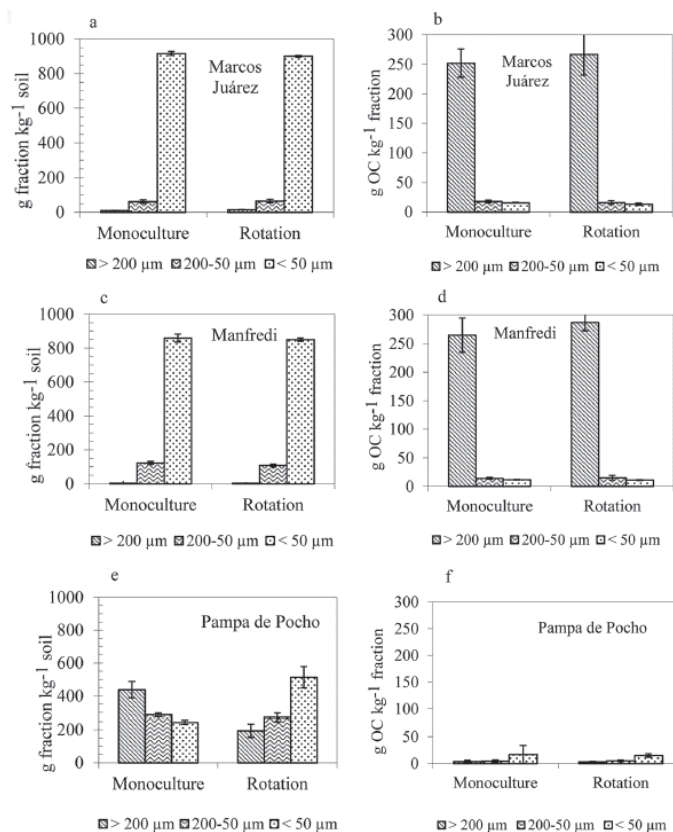 a
g fraction kg-1 soil
1000
800
600
400
200
0
Marcos
Juárez
Monoculture Rotation
> 200 µm 200-50 µm < 50 µm
b
g OC kg-1 fraction
300
250
200
150
100
50
0
Marcos
Juárez
Monoculture Rotation
> 200 µm 200-50 µm < 50 µm
c
g fraction kg-1 soil
1000
800
600
400
200
0
Manfredi
Monoculture Rotation
> 200 µm 200-50 µm < 50 µm
d
g OC kg-1 fraction
300
250
200
150
100
50
0
Manfredi
Monoculture Rotation
> 200 µm 200-50 µm < 50 µm
e
g fraction kg-1 soil
1000
800
600
400
200
0
Pampa de Pocho
Monoculture Rotation
> 200 µm 200-50 µm < 50 µm
f
g OC kg-1 fraction
300
250
200
150
100
50
0
Pampa de Pocho
Monoculture Rotation
> 200 µm 200-50 µm < 50 µm